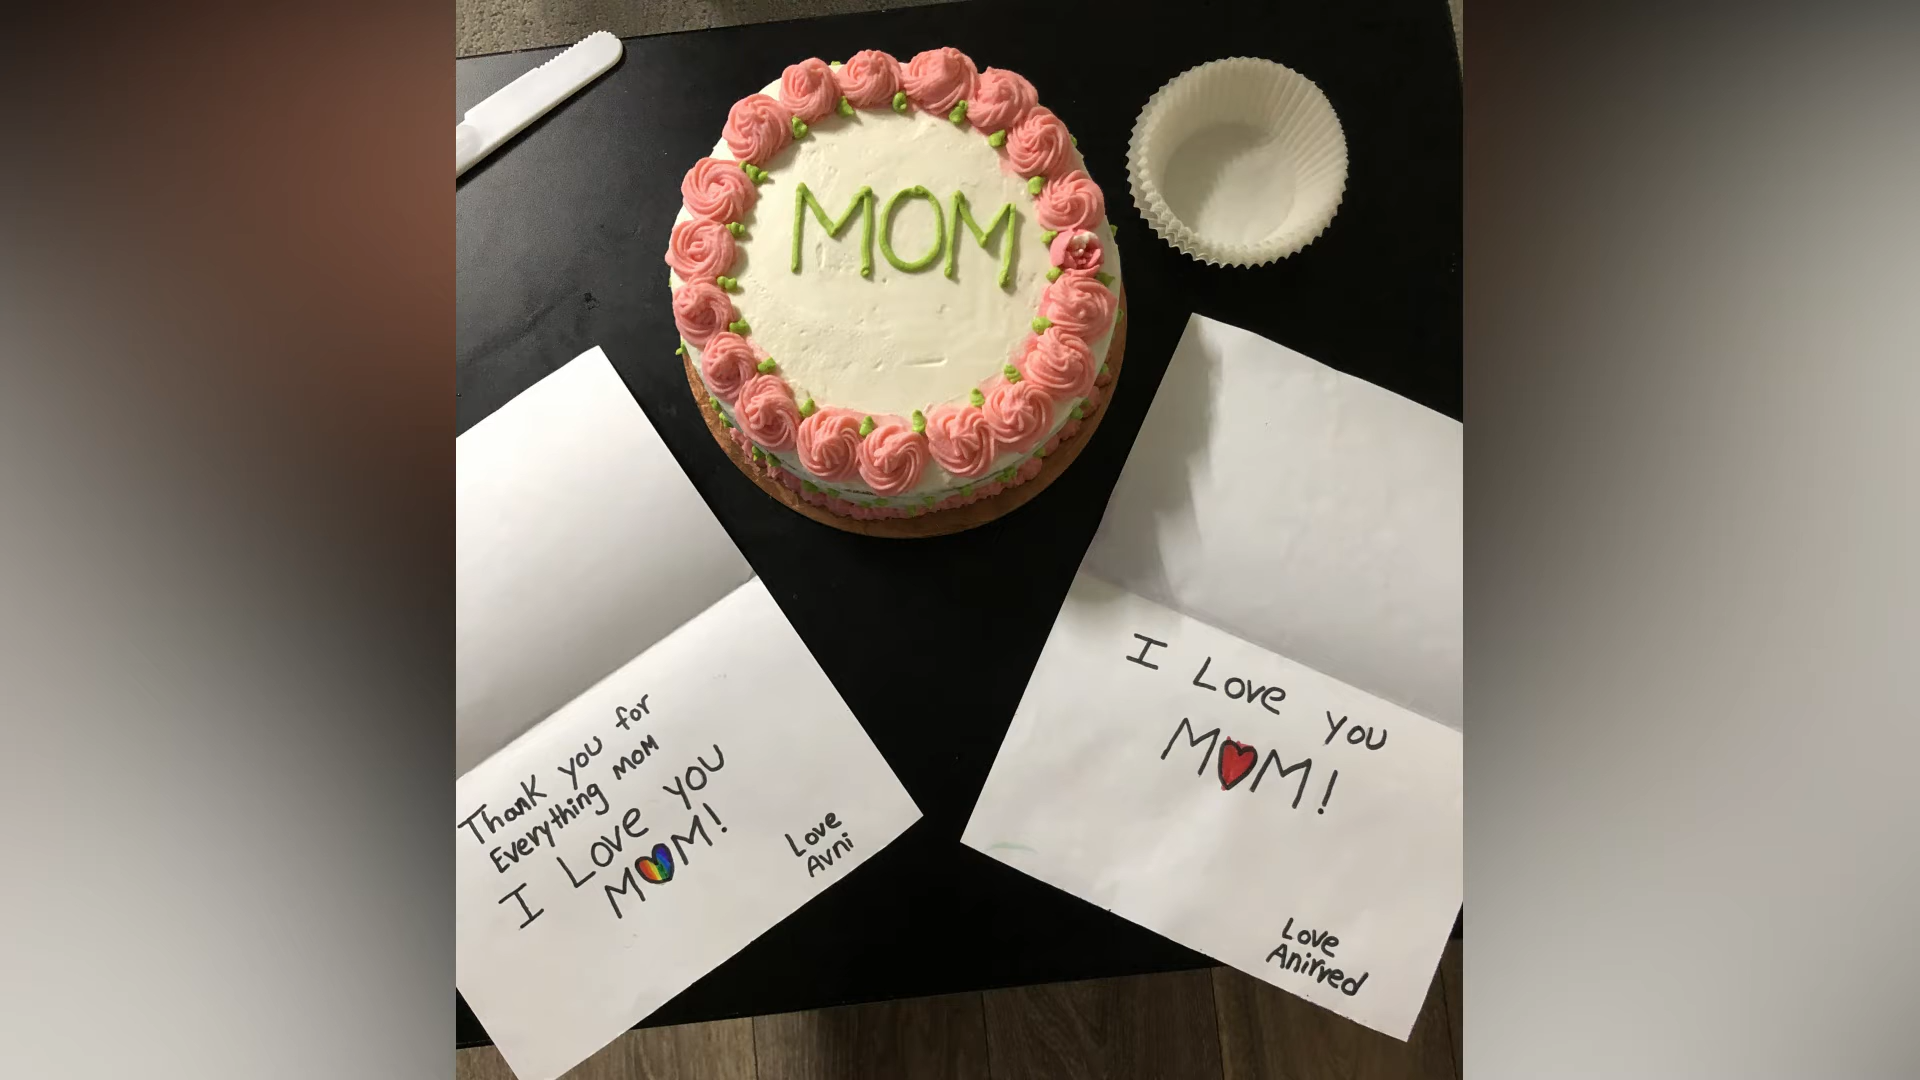 MOM
Thank you for
Everything MOM
I Love you
MOM!
Love
Avni
I Love you
MOM!
Love
Anirved